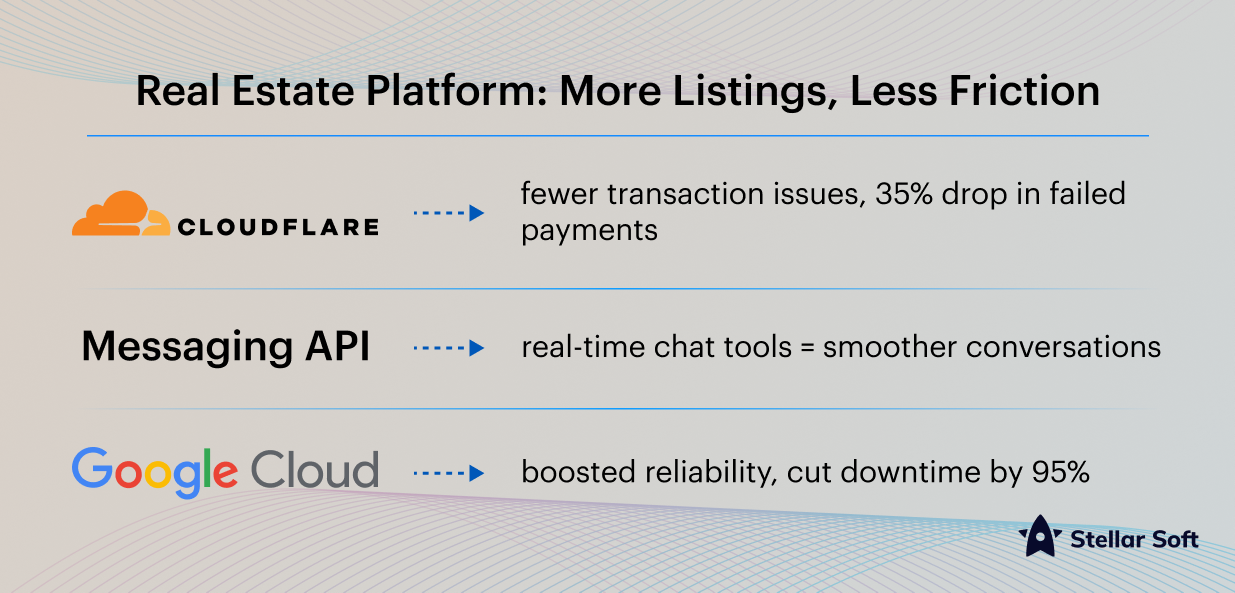 Real Estate Platform: More Listings, Less Friction
CLOUDFLARE
fewer transaction issues, 35% drop in failed
payments
Messaging API
real-time chat tools = smoother conversations
Google Cloud
boosted reliability, cut downtime by 95%
Stellar Soft